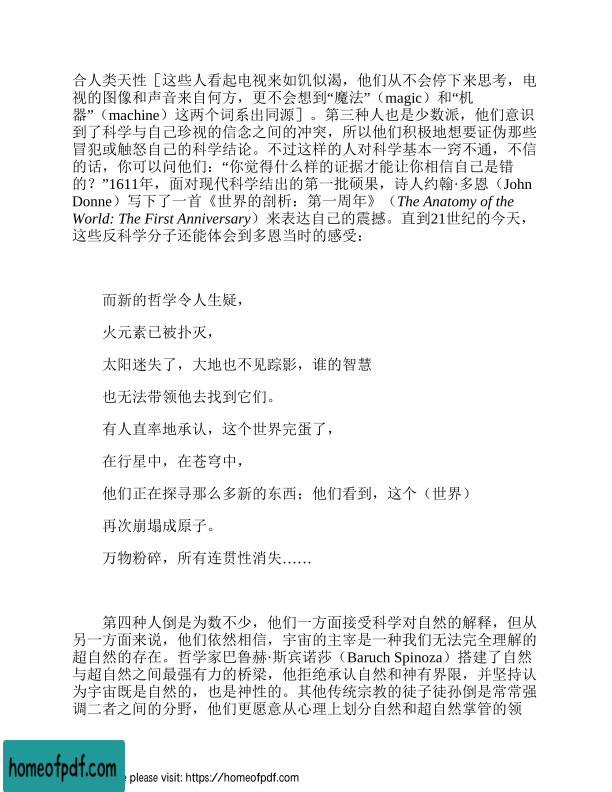 合人类天性［这些人看起电视来如饥似渴，他们从不会停下来思考，电
视的图像和声音来自何方，更不会想到“魔法”（magic）和“机
器”（machine）这两个词系出同源］。第三种人也是少数派，他们意识
到了科学与自己珍视的信念之间的冲突，所以他们积极地想要证伪那些
冒犯或触怒自己的科学结论。不过这样的人对科学基本一窍不通，不信
的话，你可以问他们：“你觉得什么样的证据才能让你相信自己是错
的？”1611年，面对现代科学结出的第一批硕果，诗人约翰·多恩（John
Donne）写下了一首《世界的剖析：第一周年》（The Anatomy of the
World: The First Anniversary）来表达自己的震撼。直到21世纪的今天，
这些反科学分子还能体会到多恩当时的感受：
而新的哲学令人生疑，
火元素已被扑灭，
太阳迷失了，大地也不见踪影，谁的智慧
也无法带领他去找到它们。
有人直率地承认，这个世界完蛋了，
在行星中，在苍穹中，
他们正在探寻那么多新的东西；他们看到，这个（世界）
再次崩塌成原子。
万物粉碎，所有连贯性消失……
第四种人倒是为数不少，他们一方面接受科学对自然的解释，但从
另一方面来说，他们依然相信，宇宙的主宰是一种我们无法完全理解的
超自然的存在。哲学家巴鲁赫·斯宾诺莎（Baruch Spinoza）搭建了自然
与超自然之间最强有力的桥梁，他拒绝承认自然和神有界限，并坚持认
为宇宙既是自然的，也是神性的。其他传统宗教的徒子徒孙倒是常常强
调二者之间的分野，他们更愿意从心理上划分自然和超自然掌管的领
homeofpdf.com
e please visit: https://homeofpdf.com